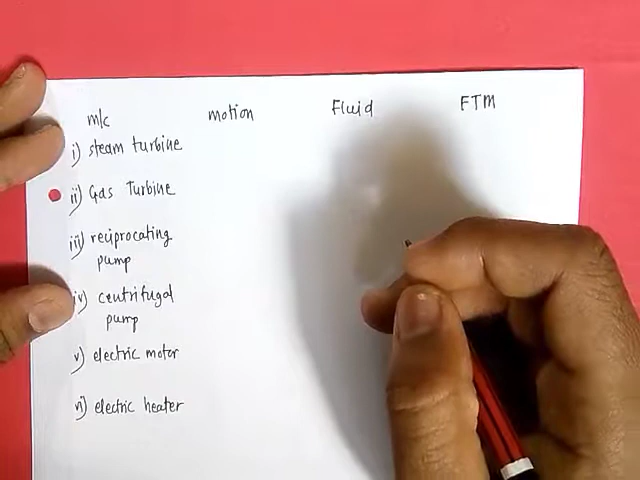 m/c motion Fluid FTM
i) steam turbine
ii) Gas Turbine
iii) reciprocating
pump
iv) centrifugal
pump
v) electric motor
vi) electric heater